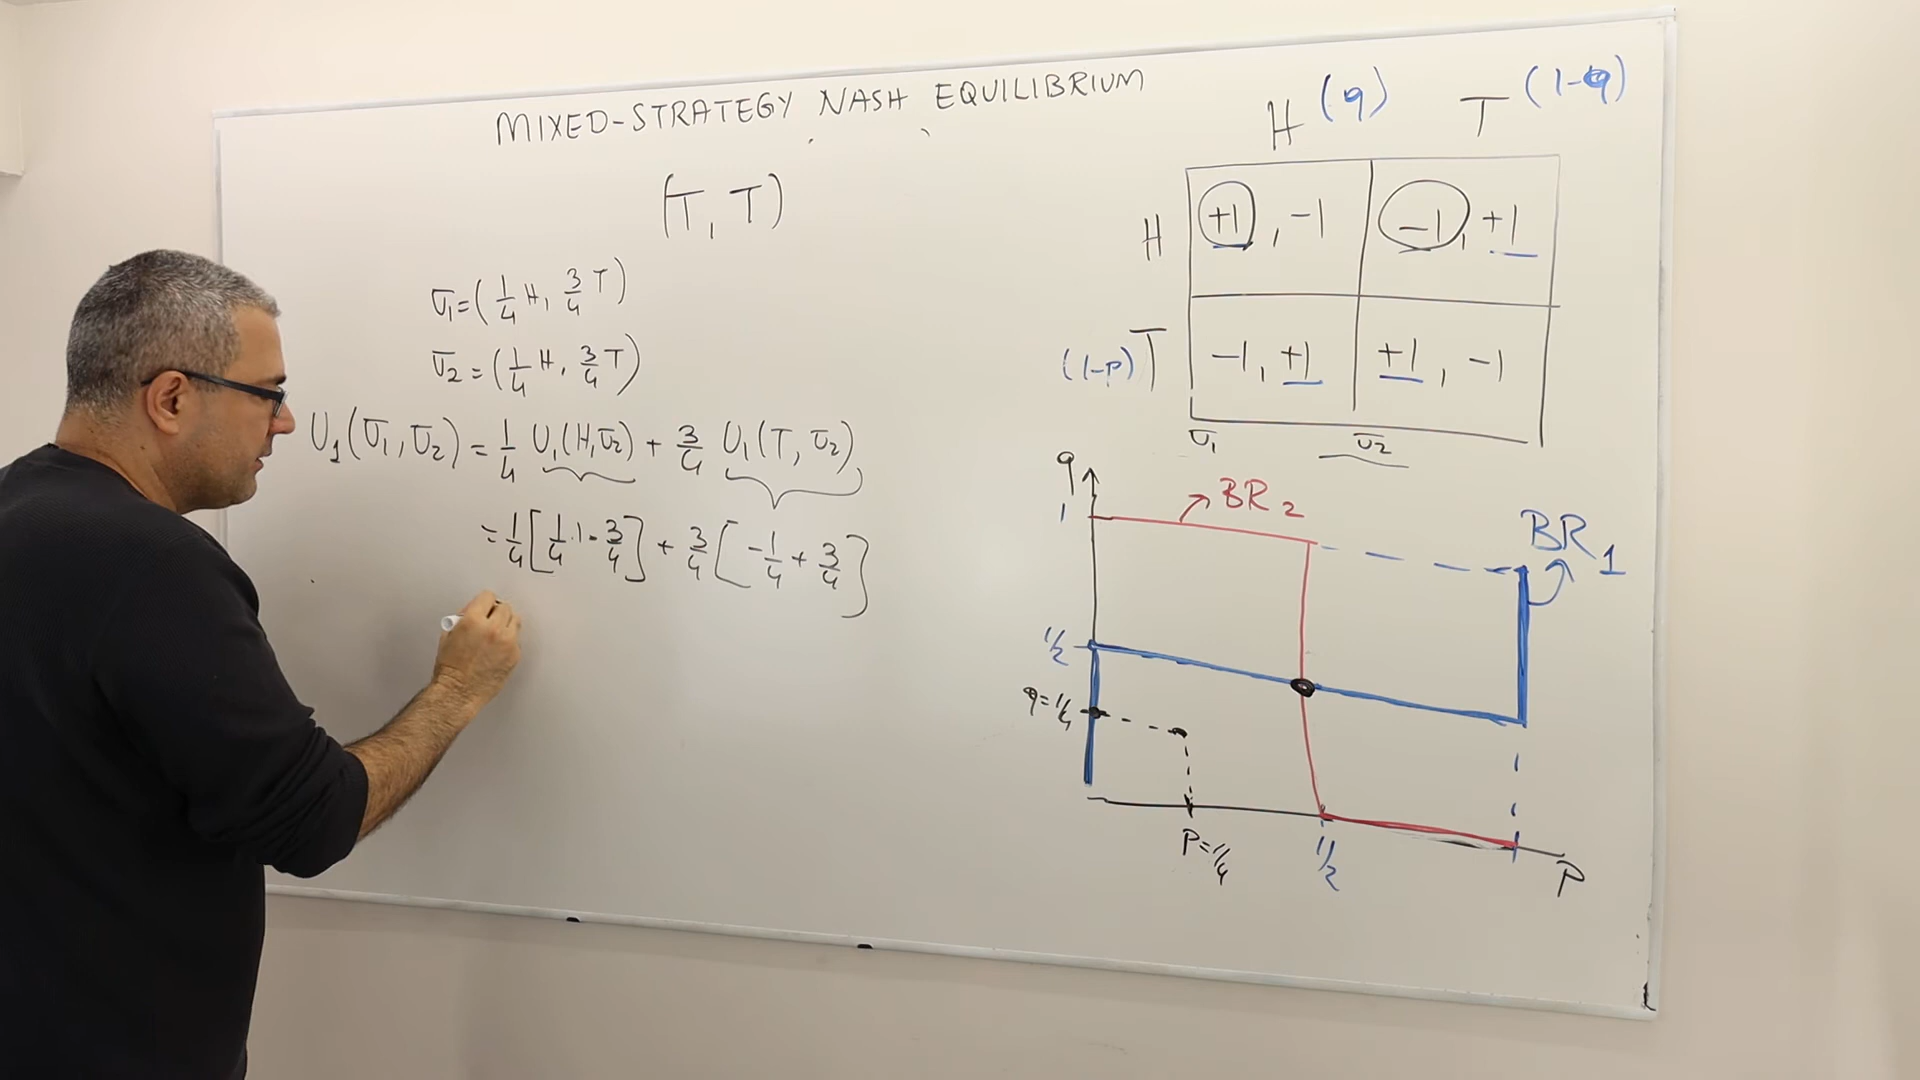 MIXED-STRATEGY NASH EQUILIBRIUM
(T, T)
σ1=(1/4 H, 3/4 T)
σ2=(1/4 H, 3/4 T)
U1(σ1,σ2)=1/4 U1(H,σ2)+3/4 U1(T,σ2)
=1/4[1/4·1-3/4]+3/4[-1/4+3/4]
H (q) T (1-q)
H +1,-1 -1,+1
(1-p) T -1,+1 +1,-1
σ1 σ2
q
1
BR2
BR1
1/2
q=1/4
P=1/4
1/2
P